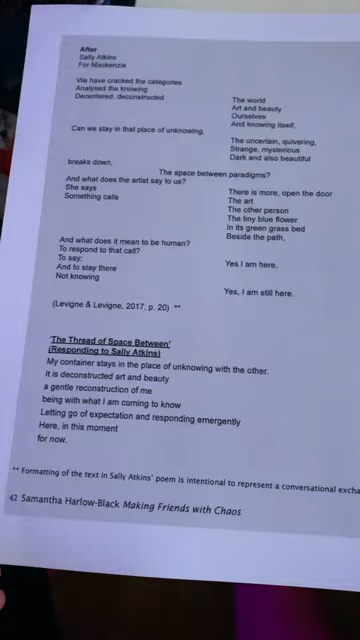 After
Sally Atkins
For Mackenzie
We have cracked the categories
Analysed the knowing
Decentered, deconstructed
The world
Art and beauty
Ourselves
And knowing itself,
Can we stay in that place of unknowing,
The uncertain, quivering,
Strange, mysterious
Dark and also beautiful
breaks down,
The space between paradigms?
And what does the artist say to us?
She says
Something calls
There is more, open the door
The art
The other person
The tiny blue flower
In its green grass bed
Beside the path,
And what does it mean to be human?
To respond to that call?
To say:
And to stay there
Not knowing
Yes I am here,
Yes, I am still here.
(Levigne & Levigne, 2017, p. 20) **
'The Thread of Space Between'
(Responding to Sally Atkins)
My container stays in the place of unknowing with the other.
It is deconstructed art and beauty
a gentle reconstruction of me
being with what I am coming to know
Letting go of expectation and responding emergently
Here, in this moment
for now.
** Formatting of the text in Sally Atkins' poem is intentional to represent a conversational
42 Samantha Harlow-Black Making Friends with Chaos